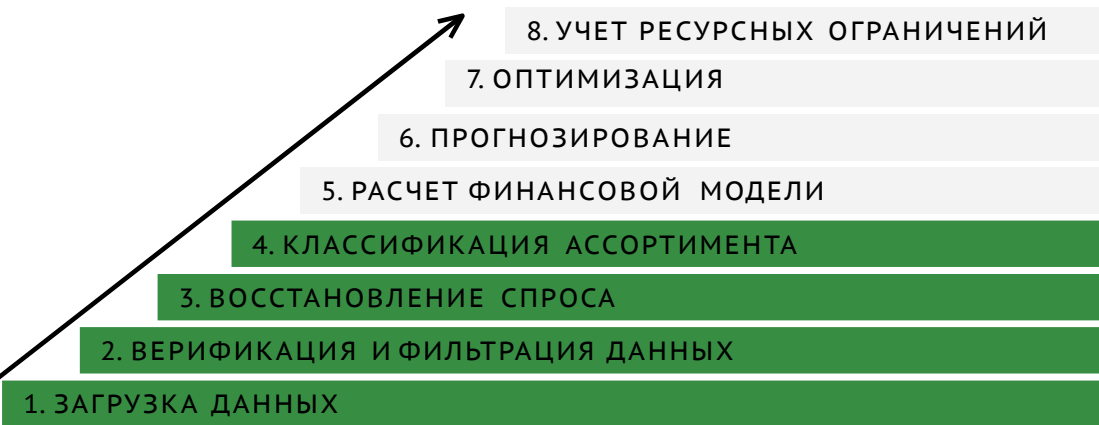 8. УЧЕТ РЕСУРСНЫХ ОГРАНИЧЕНИЙ
7. ОПТИМИЗАЦИЯ
6. ПРОГНОЗИРОВАНИЕ
5. РАСЧЕТ ФИНАНСОВОЙ МОДЕЛИ
4. КЛАССИФИКАЦИЯ АССОРТИМЕНТА
3. ВОССТАНОВЛЕНИЕ СПРОСА
2. ВЕРИФИКАЦИЯ И ФИЛЬТРАЦИЯ ДАННЫХ
1. ЗАГРУЗКА ДАННЫХ